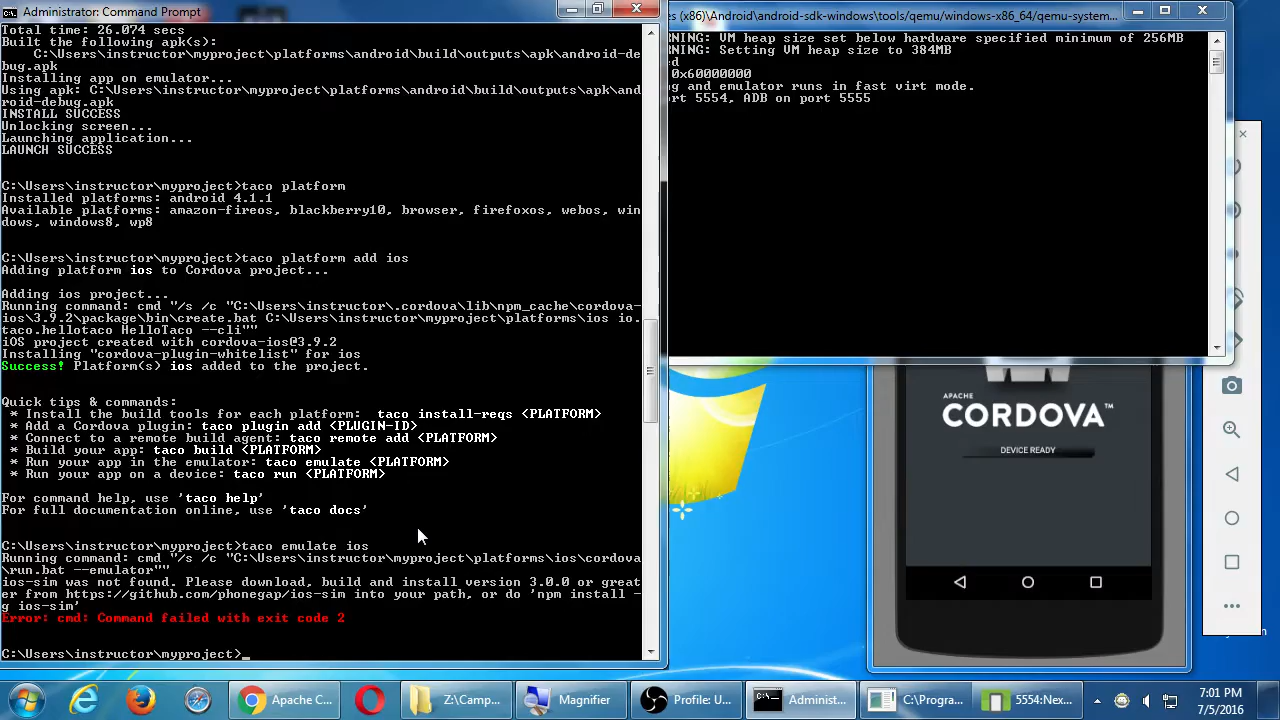 Administrator: Command Prompt
Total time: 26.074 secs
Built the following apk(s):
C:\Users\instructor\myproject\platforms\android\build\outputs\apk\android-de
bug.apk
Installing app on emulator...
Using apk: C:\Users\instructor\myproject\platforms\android\build\outputs\apk\and
roid-debug.apk
INSTALL SUCCESS
Unlocking screen...
Launching application...
LAUNCH SUCCESS
C:\Users\instructor\myproject>taco platform
Installed platforms: android 4.1.1
Available platforms: amazon-fireos, blackberry10, browser, firefoxos, webos, win
dows, windows8, wp8
C:\Users\instructor\myproject>taco platform add ios
Adding platform ios to Cordova project...
Adding ios project...
Running command: cmd "/s /c "C:\Users\instructor\.cordova\lib\npm_cache\cordova-
ios\3.9.2\package\bin\create.bat C:\Users\instructor\myproject\platforms\ios io.
taco.hellotaco HelloTaco --cli""
iOS project created with cordova-ios@3.9.2
Installing "cordova-plugin-whitelist" for ios
Success! Platform(s) ios added to the project.
Quick tips & commands:
* Install the build tools for each platform: taco install-reqs <PLATFORM>
* Add a Cordova plugin: taco plugin add <PLUGIN-ID>
* Connect to a remote build agent: taco remote add <PLATFORM>
* Build your app: taco build <PLATFORM>
* Run your app in the emulator: taco emulate <PLATFORM>
* Run your app on a device: taco run <PLATFORM>
For command help, use 'taco help'
For full documentation online, use 'taco docs'
C:\Users\instructor\myproject>taco emulate ios
Running command: cmd "/s /c "C:\Users\instructor\myproject\platforms\ios\cordova
\run.bat --emulator""
ios-sim was not found. Please download, build and install version 3.0.0 or great
er from https://github.com/phonegap/ios-sim into your path, or do 'npm install -
g ios-sim'
Error: cmd: Command failed with exit code 2
C:\Users\instructor\myproject>_
es (x86)\Android\android-sdk-windows\tools/qemu/windows-x86_64/qemu-system...
NING: VM heap size set below hardware specified minimum of 256MB
NING: Setting VM heap size to 384MB
ed
0x60000000
g and emulator runs in fast virt mode.
rt 5554, ADB on port 5555
APACHE
CORDOVA™
DEVICE READY
Apache C...
Z:\Camp...
Magnifier
Profile: U...
Administ...
C:\Progra...
5554:Nex...
7:01 PM
7/5/2016